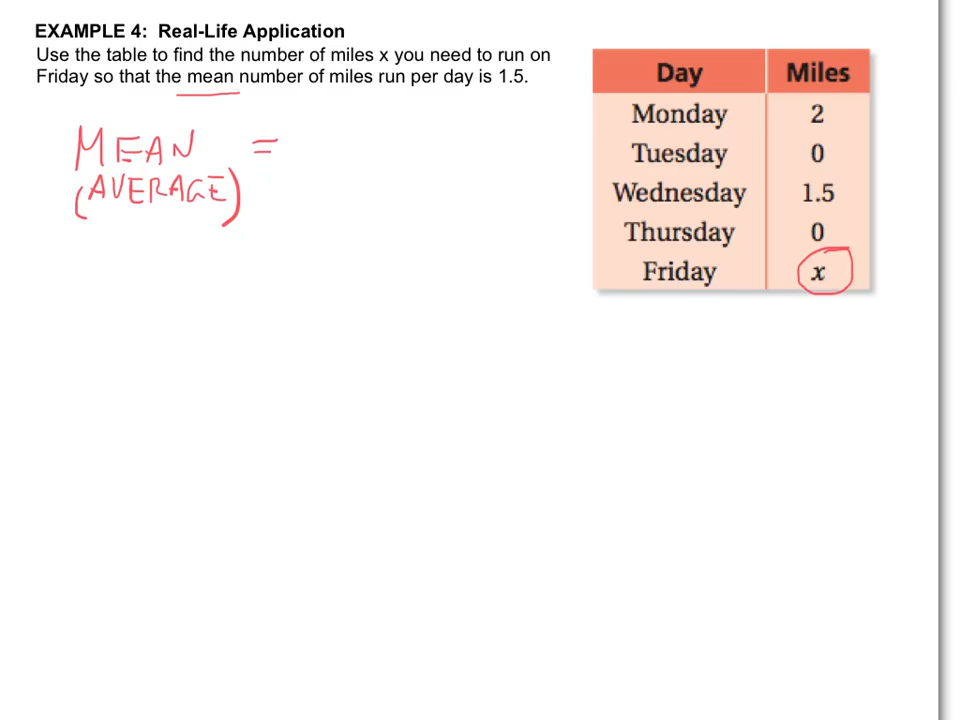 EXAMPLE 4: Real-Life Application
Use the table to find the number of miles x you need to run on
Friday so that the mean number of miles run per day is 1.5.
MEAN =
(AVERAGE)
Day Miles
Monday 2
Tuesday 0
Wednesday 1.5
Thursday 0
Friday x